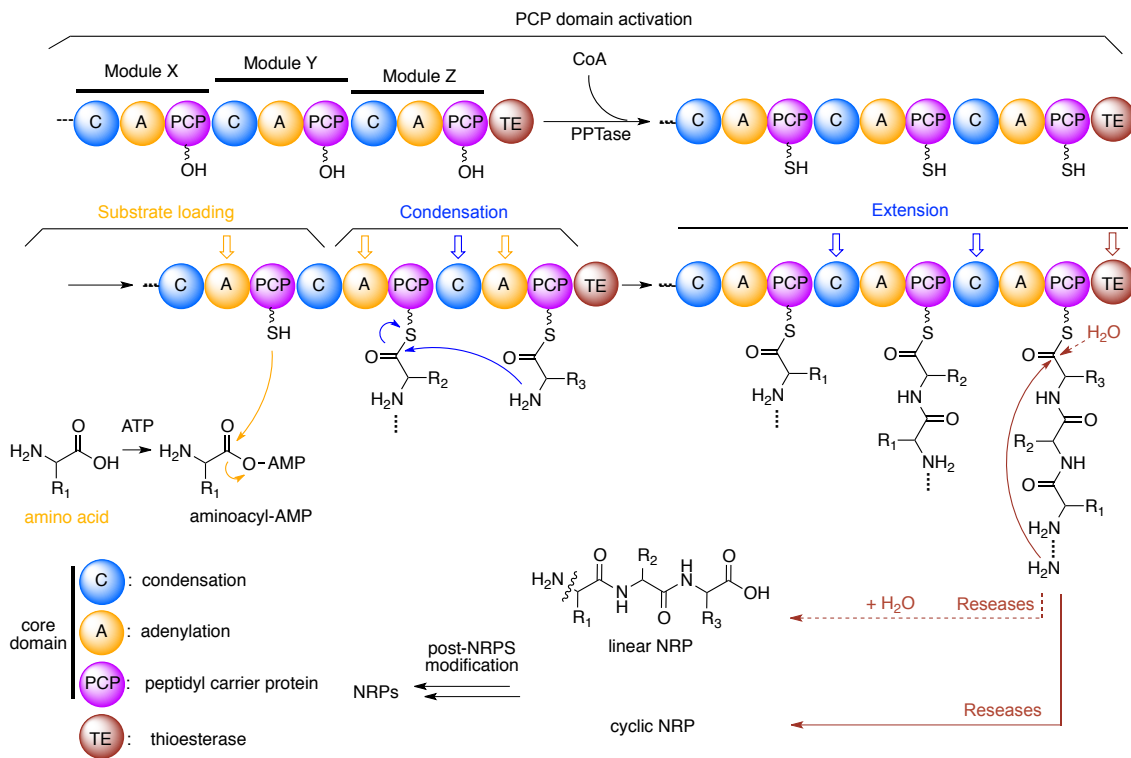 PCP domain activation
Module X
Module Y
Module Z
CoA
PPTase
C A PCP C A PCP C A PCP TE
OH OH OH
C A PCP C A PCP C A PCP TE
SH SH SH
Substrate loading
Condensation
Extension
C A PCP C A PCP C A PCP TE
SH S S
O O
R2 R3
H2N H2N
C A PCP C A PCP C A PCP TE
S S S
H2O
O O O
R1 R2 R3
H2N NH HN
O O
R1 R2 NH
NH2 O
R1
HN
H2N
O
H2N
OH
R1
amino acid
ATP
O
H2N
O-AMP
R1
aminoacyl-AMP
core
domain
C : condensation
A : adenylation
PCP : peptidyl carrier protein
TE : thioesterase
O R2 H O
H2N N OH
R1 N H O R3
linear NRP
+ H2O Reseases
post-NRPS
modification
NRPs
cyclic NRP
Reseases